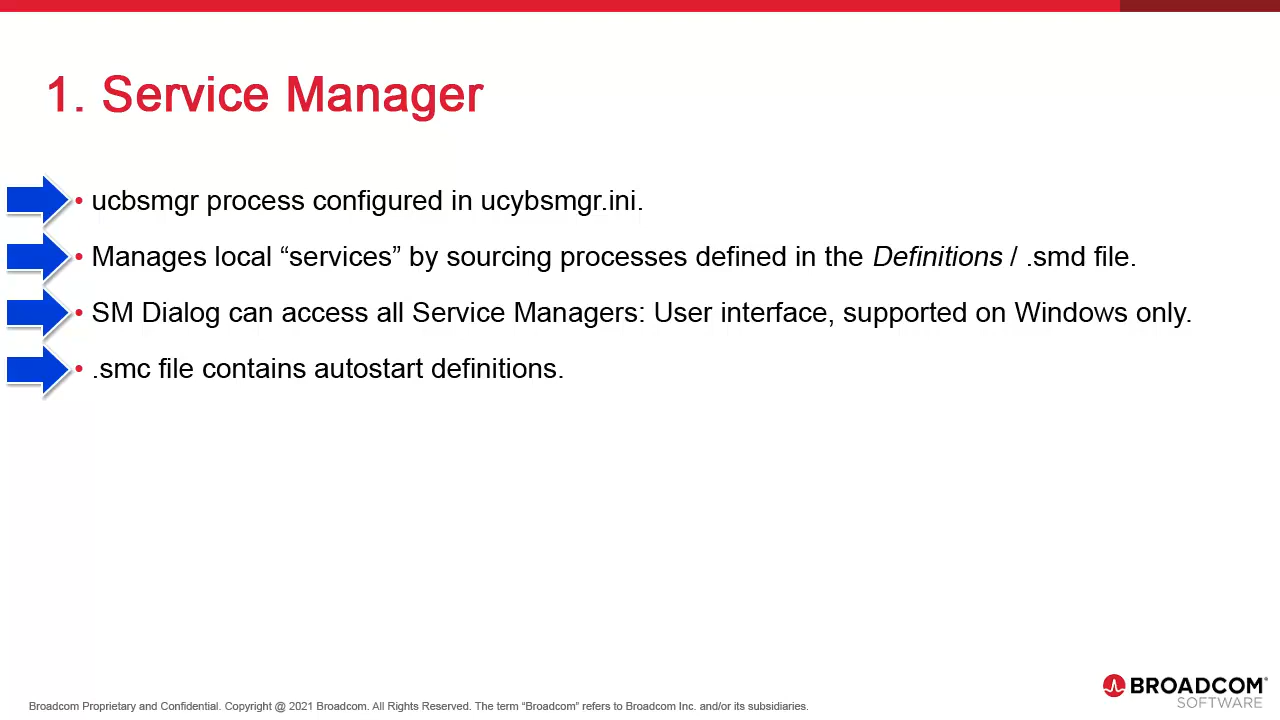 1. Service Manager
• ucbsmgr process configured in ucybsmgr.ini.
• Manages local “services” by sourcing processes defined in the Definitions / .smd file.
• SM Dialog can access all Service Managers: User interface, supported on Windows only.
• .smc file contains autostart definitions.
BROADCOM®
SOFTWARE
Broadcom Proprietary and Confidential. Copyright @ 2021 Broadcom. All Rights Reserved. The term “Broadcom” refers to Broadcom Inc. and/or its subsidiaries.